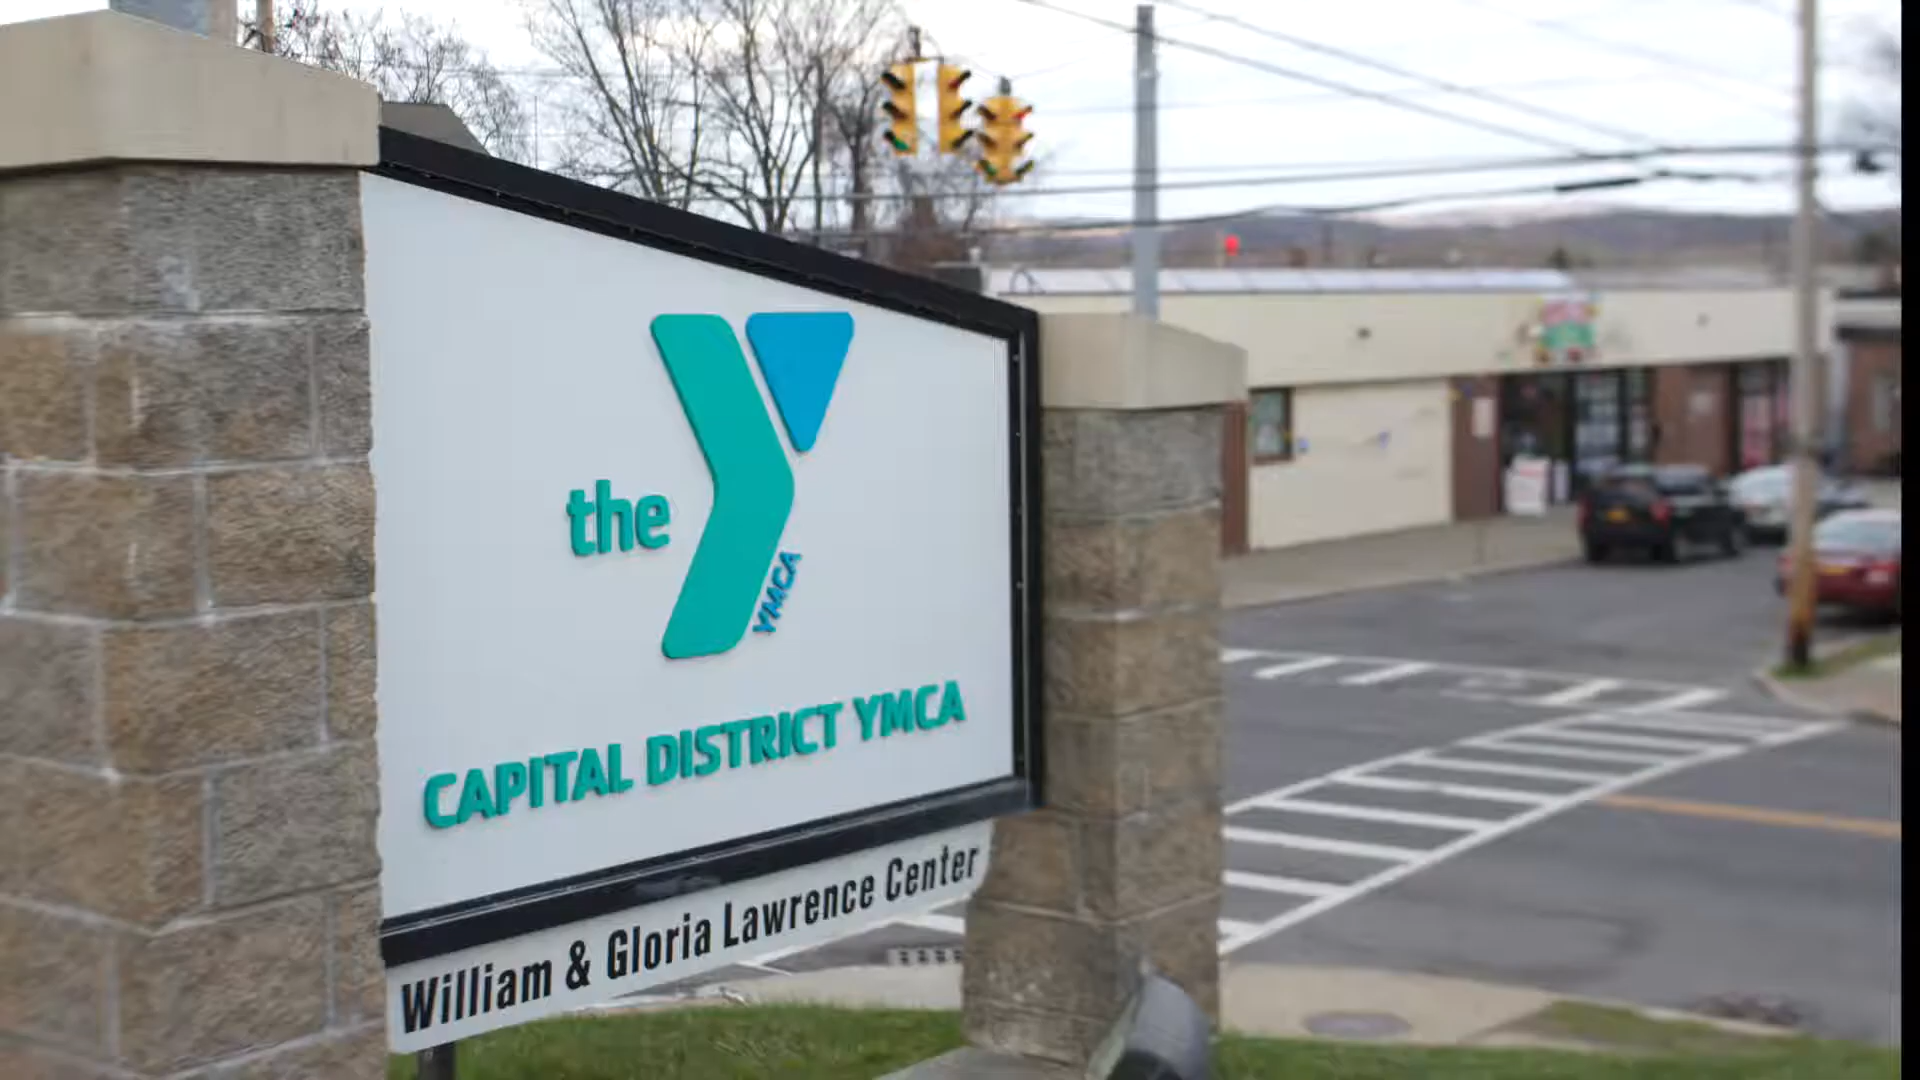 the
YMCA
CAPITAL DISTRICT YMCA
William & Gloria Lawrence Center